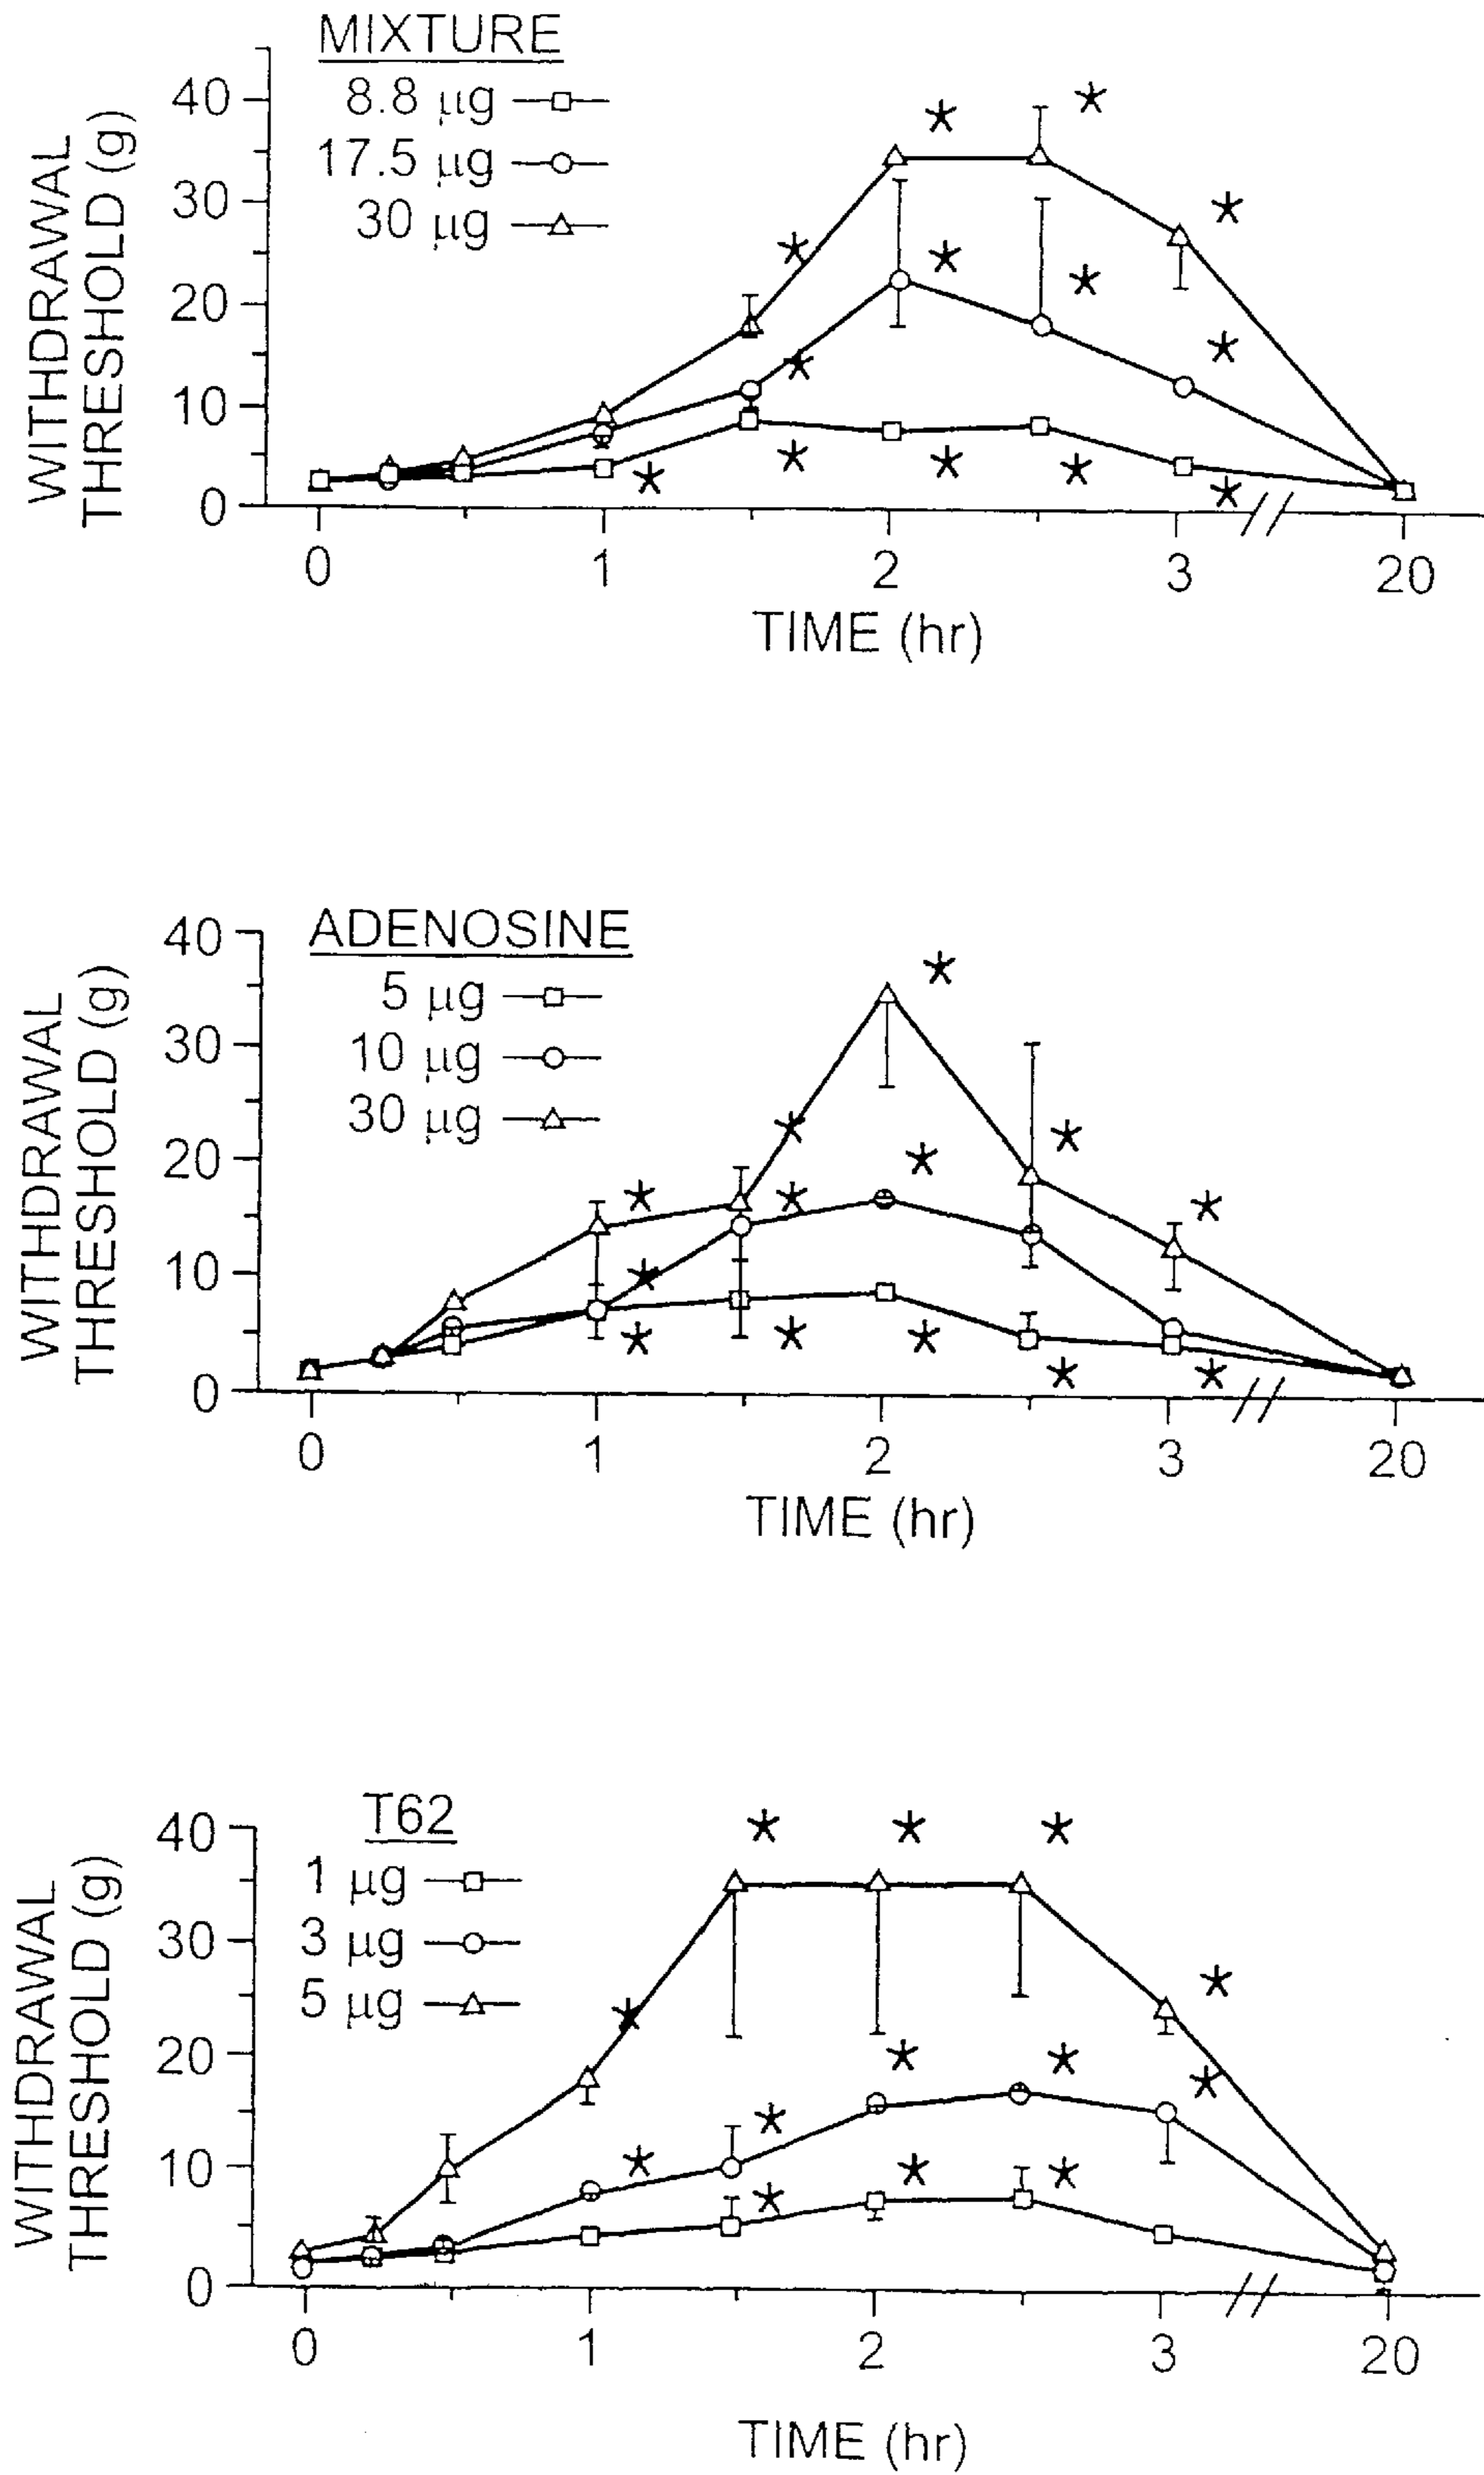 MIXTURE
8.8 µg
17.5 µg
30 µg
WITHDRAWAL
THRESHOLD (g)
40
30
20
10
0
0 1 2 3 20
TIME (hr)
ADENOSINE
5 µg
10 µg
30 µg
WITHDRAWAL
THRESHOLD (g)
40
30
20
10
0
0 1 2 3 20
TIME (hr)
T62
1 µg
3 µg
5 µg
WITHDRAWAL
THRESHOLD (g)
40
30
20
10
0
0 1 2 3 20
TIME (hr)